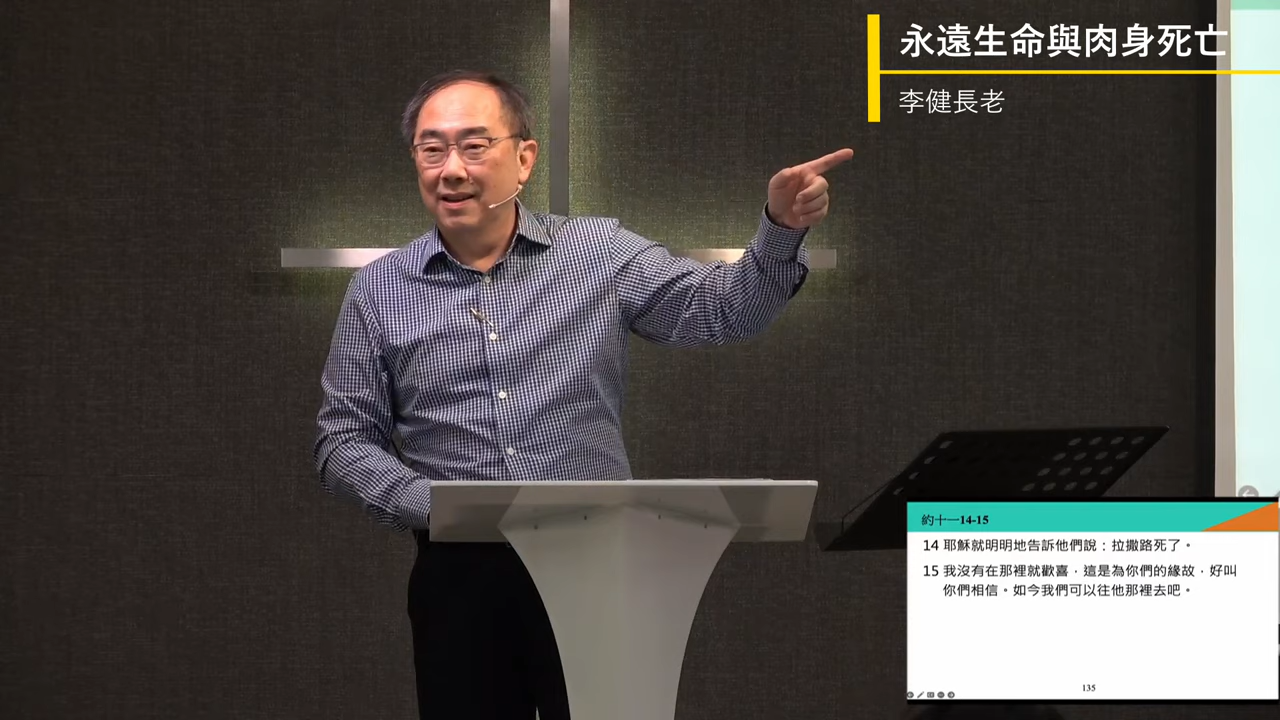 永遠生命與肉身死亡
李健長老
約十一14-15
14 耶穌就明明地告訴他們說：拉撒路死了。
15 我沒有在那裡就歡喜，這是為你們的緣故，好叫
你們相信。如今我們可以往他那裡去吧。
135